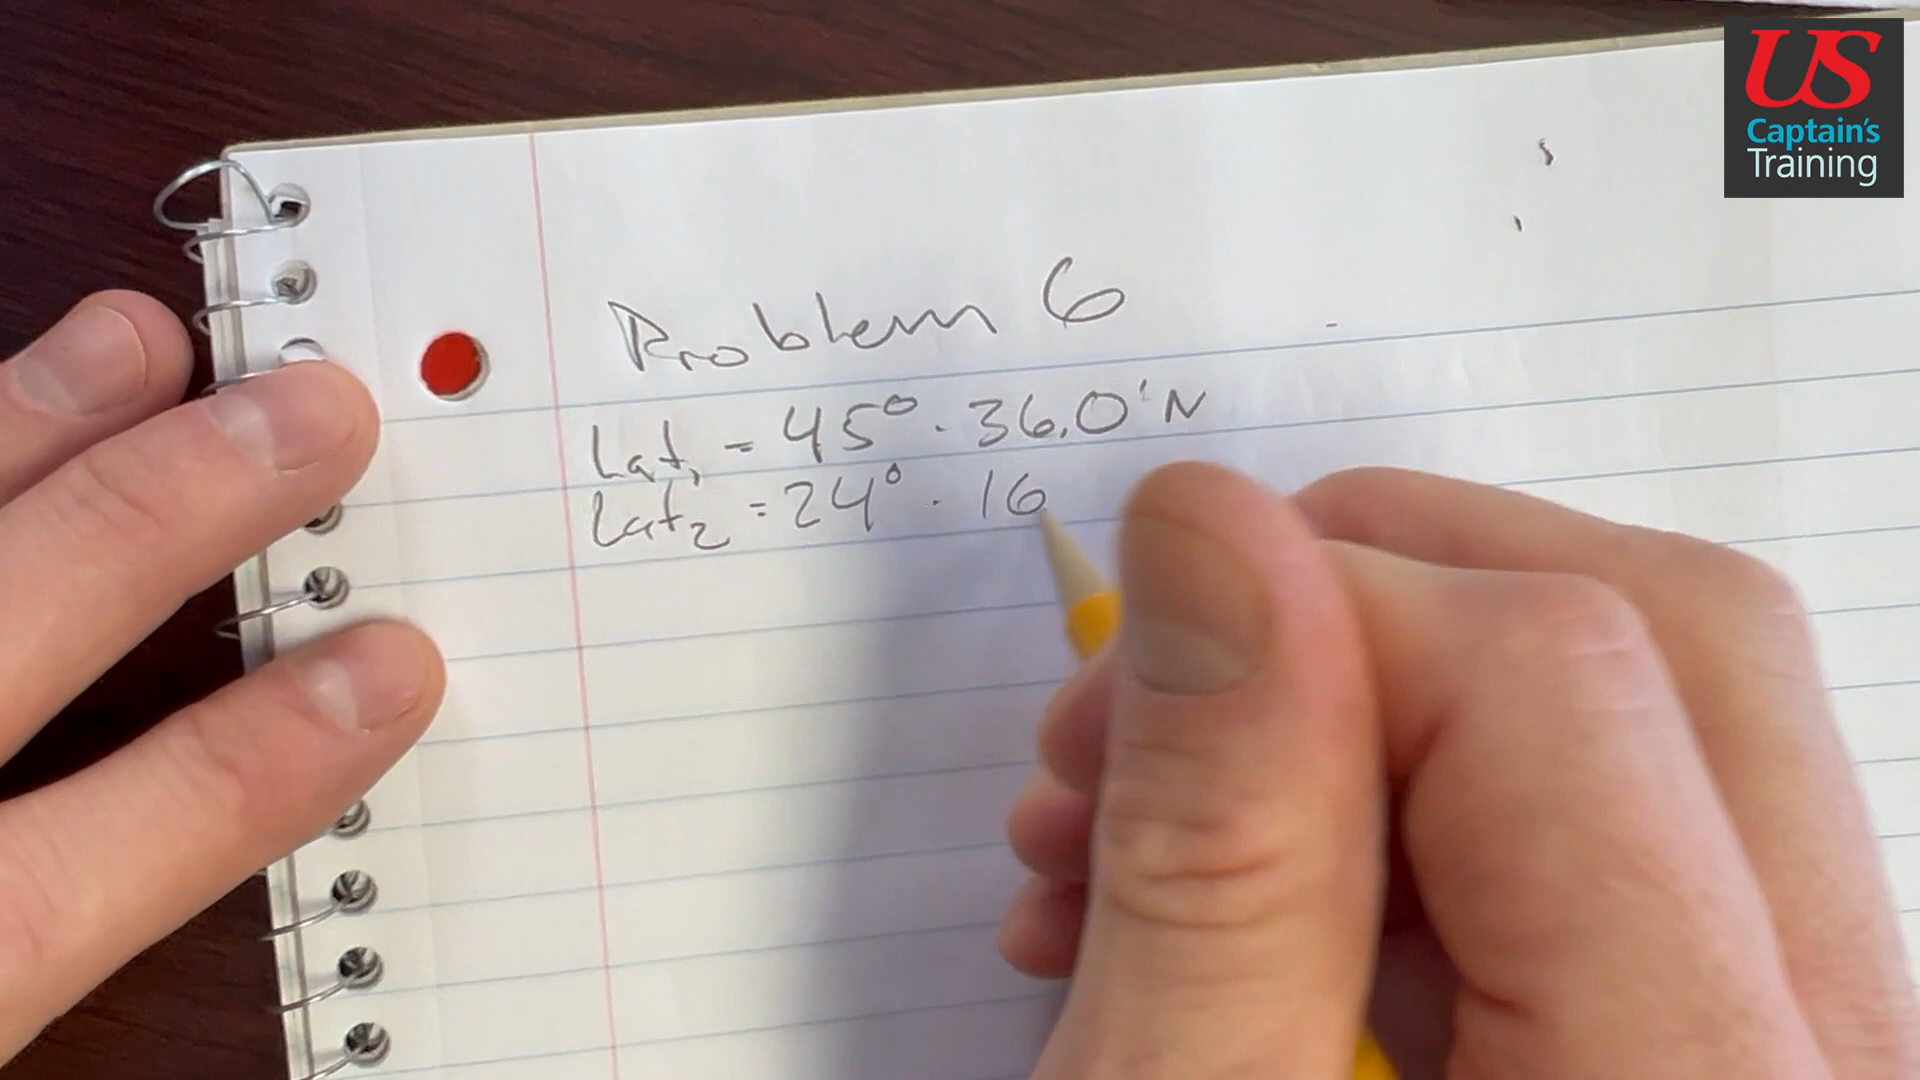 US
Captain's
Training
Problem 6
Lat₁ = 45° · 36.0' N
Lat₂ = 24° · 16